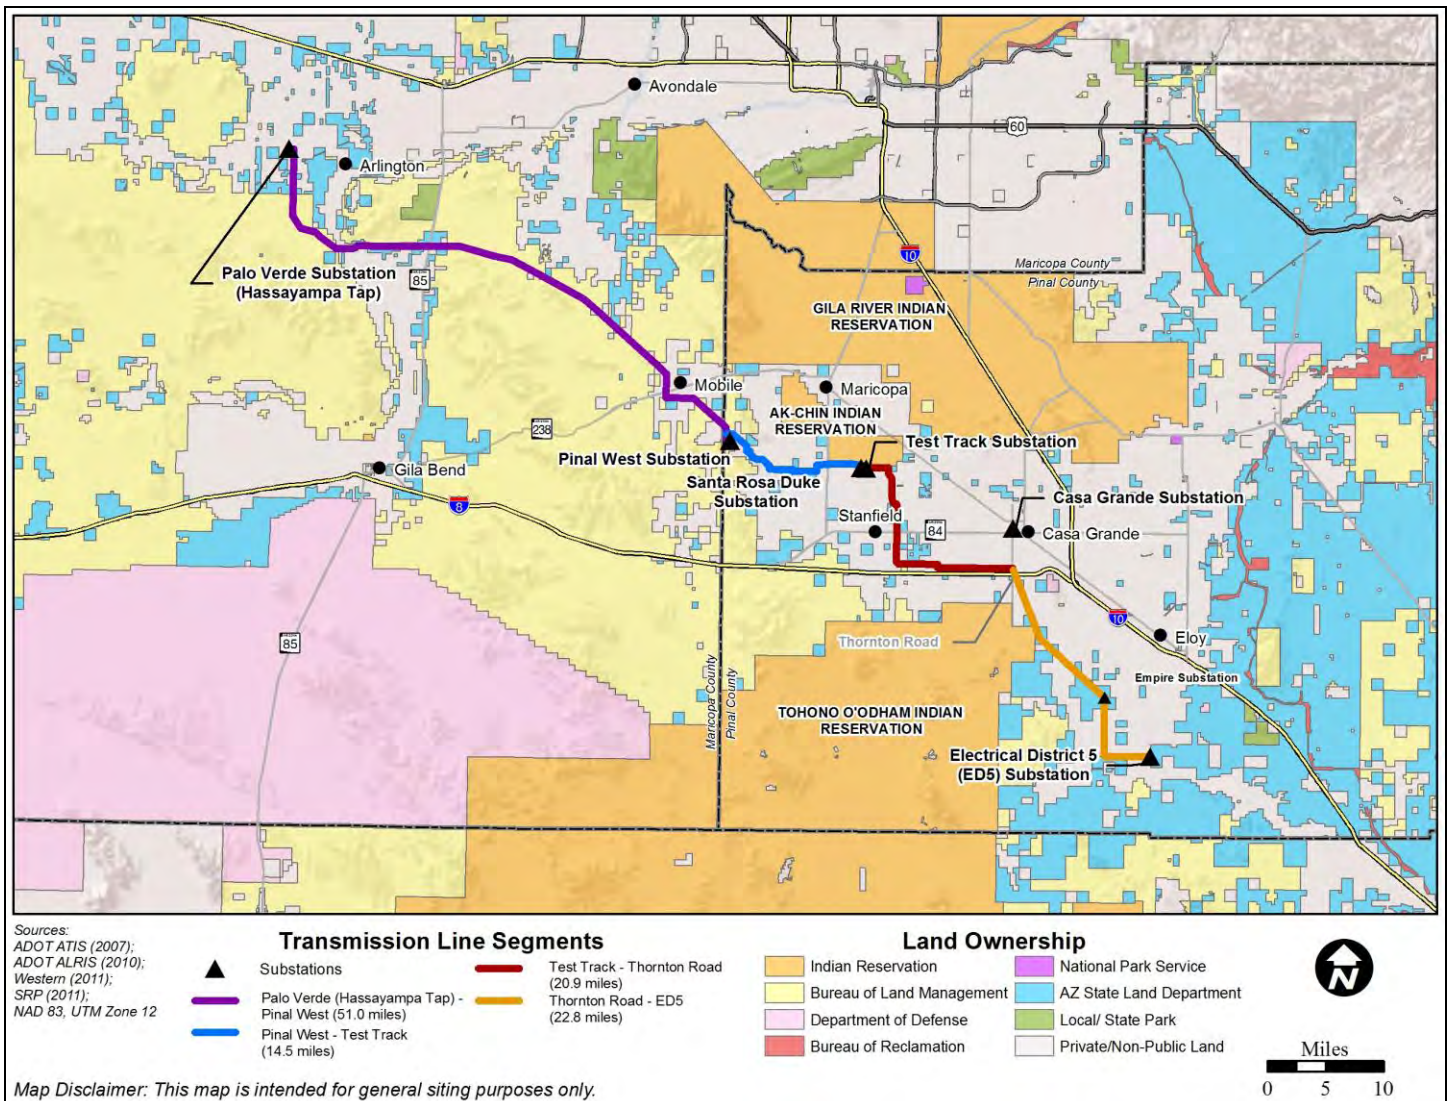 Avondale
60
Arlington
Palo Verde Substation
(Hassayampa Tap)
85
10
Maricopa County
Pinal County
GILA RIVER INDIAN
RESERVATION
Mobile
Maricopa
AK-CHIN INDIAN
RESERVATION
238
Test Track Substation
Pinal West Substation
Gila Bend
Santa Rosa Duke
Substation
8
Casa Grande Substation
Stanfield
84
Casa Grande
10
Thornton Road
Eloy
85
Empire Substation
Maricopa County
Pinal County
TOHONO O'ODHAM INDIAN
RESERVATION
Electrical District 5
(ED5) Substation
Sources:
ADOT ATIS (2007);
ADOT ALRIS (2010);
Western (2011);
SRP (2011);
NAD 83, UTM Zone 12
Transmission Line Segments
Substations
Palo Verde (Hassayampa Tap) -
Pinal West (51.0 miles)
Pinal West - Test Track
(14.5 miles)
Test Track - Thornton Road
(20.9 miles)
Thornton Road - ED5
(22.8 miles)
Land Ownership
Indian Reservation
Bureau of Land Management
Department of Defense
Bureau of Reclamation
National Park Service
AZ State Land Department
Local/ State Park
Private/Non-Public Land
N
Miles
0 5 10
Map Disclaimer: This map is intended for general siting purposes only.